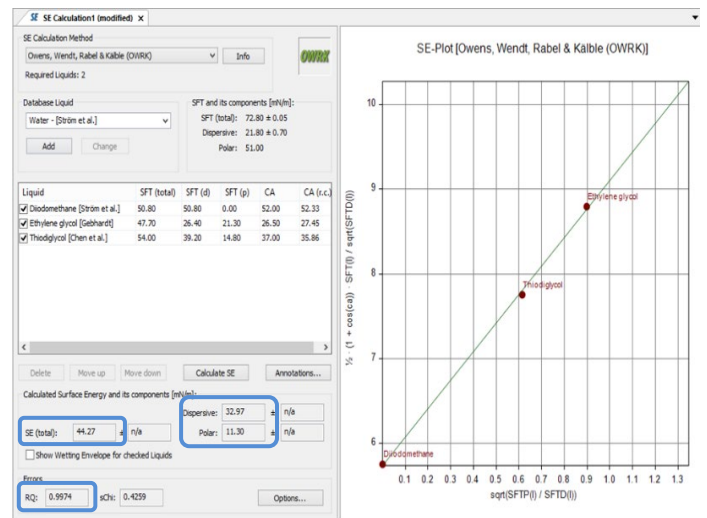 SE SE Calculation1 (modified) x
SE Calculation Method
Owens, Wendt, Rabel & Kälble (OWRK)
Info
OWRK
Required Liquids: 2
Database Liquid
Water - [Ström et al.]
Add
Change
SFT and its components [mN/m]:
SFT (total): 72.80 ± 0.05
Dispersive: 21.80 ± 0.70
Polar: 51.00
Liquid SFT (total) SFT (d) SFT (p) CA CA (r.c.)
Diiodomethane [Ström et al.] 50.80 50.80 0.00 52.00 52.33
Ethylene glycol [Gebhardt] 47.70 26.40 21.30 26.50 27.45
Thiodiglycol [Chen et al.] 54.00 39.20 14.80 37.00 35.86
Delete Move up Move down Calculate SE Annotations...
Calculated Surface Energy and its components [mN/m]:
Dispersive: 32.97 ± n/a
SE (total): 44.27 ± n/a
Polar: 11.30 ± n/a
Show Wetting Envelope for checked Liquids
Errors
RQ: 0.9974 sChi: 0.4259 Options...
SE-Plot [Owens, Wendt, Rabel & Kälble (OWRK)]
½ · (1 + cos(ca)) · SFT(l) / sqrt(SFTD(l))
10
9
8
7
6
Ethylene glycol
Thiodiglycol
Diiodomethane
0.1 0.2 0.3 0.4 0.5 0.6 0.7 0.8 0.9 1.0 1.1 1.2 1.3
sqrt(SFTP(l) / SFTD(l))